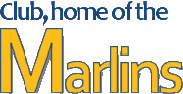 Club, home of the
Marlins